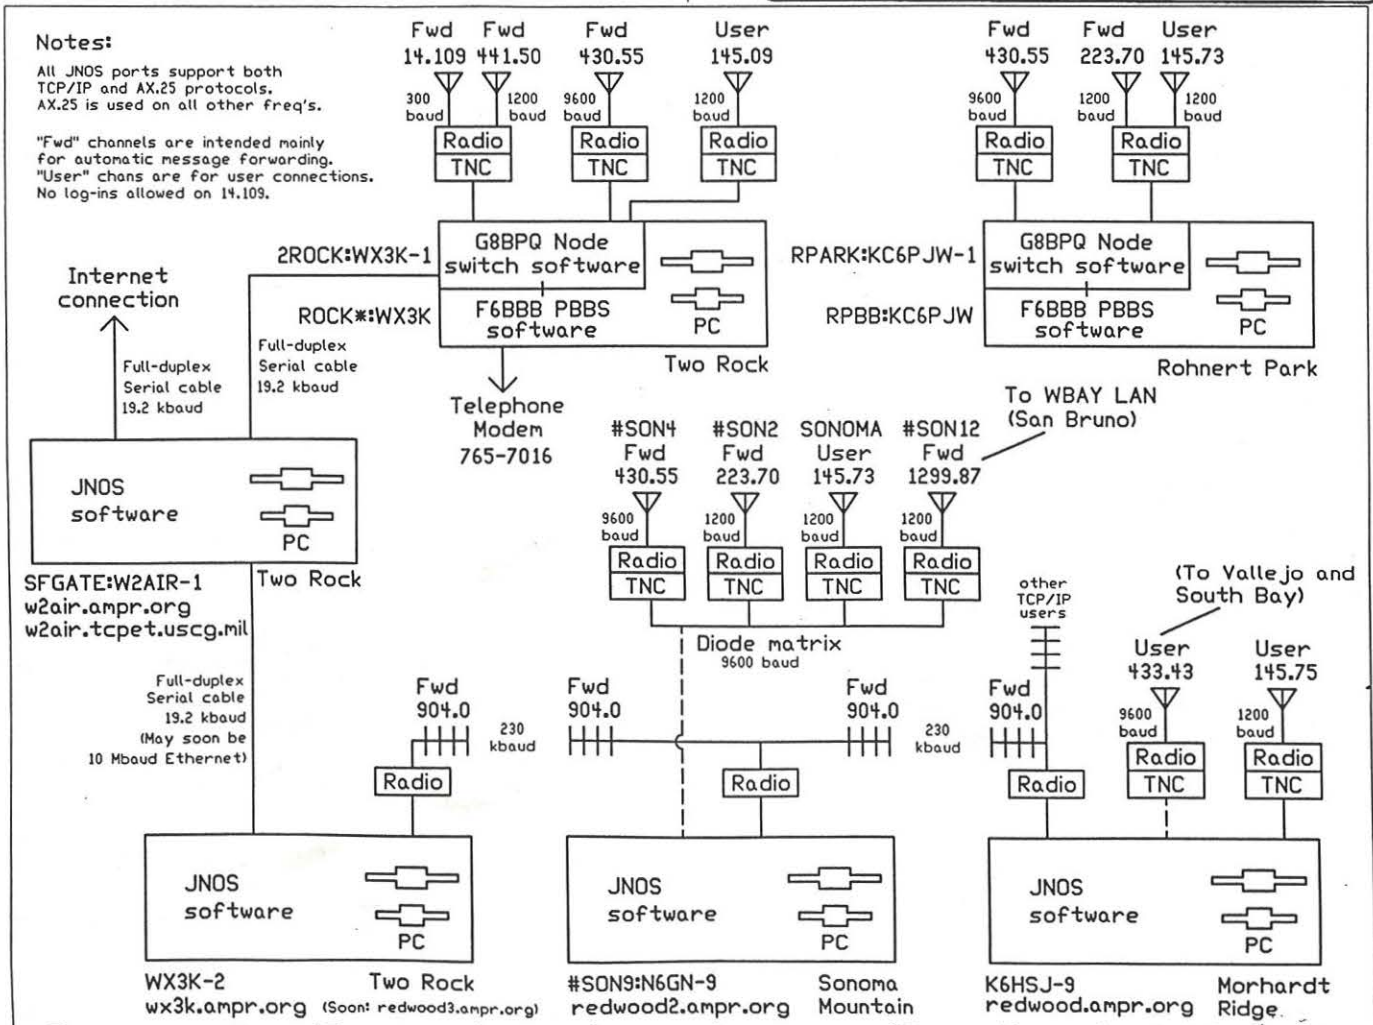 Notes:
All JNOS ports support both
TCP/IP and AX.25 protocols.
AX.25 is used on all other freq's.
"Fwd" channels are intended mainly
for automatic message forwarding.
"User" chans are for user connections.
No log-ins allowed on 14.109.
Fwd Fwd Fwd User
14.109 441.50 430.55 145.09
300 baud 1200 baud 9600 baud 1200 baud
Radio Radio Radio
TNC TNC TNC
2ROCK:WX3K-1
G8BPQ Node
switch software
ROCK*:WX3K
F6BBB PBBS
software
PC
Two Rock
Telephone
Modem
765-7016
Fwd Fwd User
430.55 223.70 145.73
9600 baud 1200 baud 1200 baud
Radio Radio
TNC TNC
RPARK:KC6PJW-1
G8BPQ Node
switch software
RPBB:KC6PJW
F6BBB PBBS
software
PC
Rohnert Park
Internet
connection
Full-duplex
Serial cable
19.2 kbaud
Full-duplex
Serial cable
19.2 kbaud
JNOS
software
PC
SFGATE:W2AIR-1
Two Rock
w2air.ampr.org
w2air.tcpet.uscg.mil
To WBAY LAN
(San Bruno)
#SON4 #SON2 SONOMA #SON12
Fwd Fwd User Fwd
430.55 223.70 145.73 1299.87
9600 baud 1200 baud 1200 baud 1200 baud
Radio Radio Radio Radio
TNC TNC TNC TNC
Diode matrix
9600 baud
Full-duplex
Serial cable
19.2 kbaud
(May soon be
10 Mbaud Ethernet)
Fwd
904.0
230
kbaud
Fwd
904.0
Fwd
904.0
230
kbaud
Fwd
904.0
other
TCP/IP
users
(To Vallejo and
South Bay)
User User
433.43 145.75
9600 baud 1200 baud
Radio Radio
TNC TNC
Radio Radio Radio
JNOS
software
PC
WX3K-2 Two Rock
wx3k.ampr.org (Soon: redwood3.ampr.org)
JNOS
software
PC
#SON9:N6GN-9 Sonoma
redwood2.ampr.org Mountain
JNOS
software
PC
K6HSJ-9 Morhardt
redwood.ampr.org Ridge